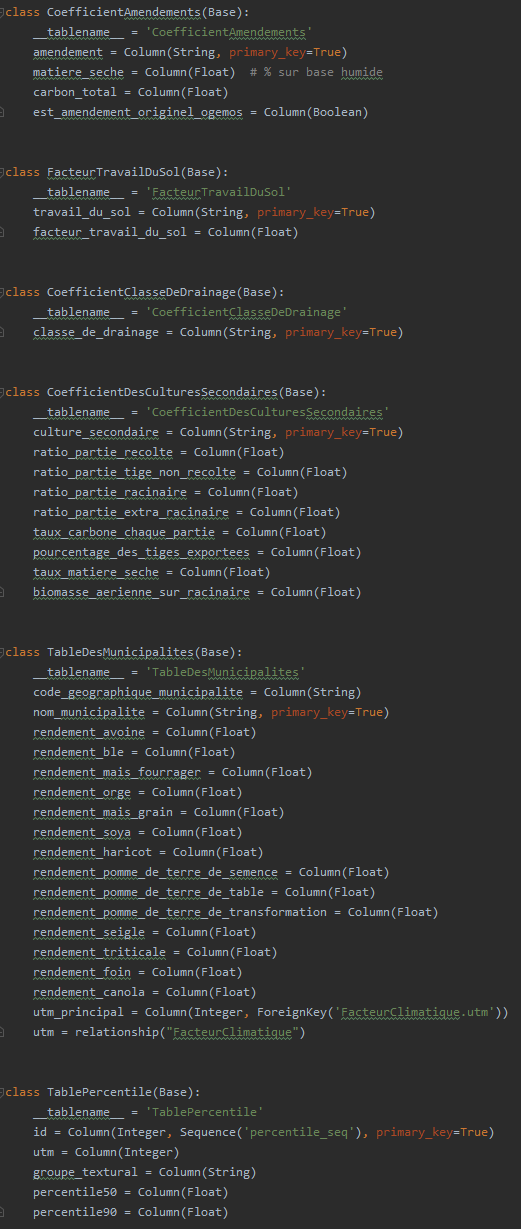 class CoefficientAmendements(Base):
    __tablename__ = 'CoefficientAmendements'
    amendement = Column(String, primary_key=True)
    matiere_seche = Column(Float)  # % sur base humide
    carbon_total = Column(Float)
    est_amendement_originel_ogemos = Column(Boolean)

class FacteurTravailDuSol(Base):
    __tablename__ = 'FacteurTravailDuSol'
    travail_du_sol = Column(String, primary_key=True)
    facteur_travail_du_sol = Column(Float)

class CoefficientClasseDeDrainage(Base):
    __tablename__ = 'CoefficientClasseDeDrainage'
    classe_de_drainage = Column(String, primary_key=True)

class CoefficientDesCulturesSecondaires(Base):
    __tablename__ = 'CoefficientDesCulturesSecondaires'
    culture_secondaire = Column(String, primary_key=True)
    ratio_partie_recolte = Column(Float)
    ratio_partie_tige_non_recolte = Column(Float)
    ratio_partie_racinaire = Column(Float)
    ratio_partie_extra_racinaire = Column(Float)
    taux_carbone_chaque_partie = Column(Float)
    pourcentage_des_tiges_exportees = Column(Float)
    taux_matiere_seche = Column(Float)
    biomasse_aerienne_sur_racinaire = Column(Float)

class TableDesMunicipalites(Base):
    __tablename__ = 'TableDesMunicipalites'
    code_geographique_municipalite = Column(String)
    nom_municipalite = Column(String, primary_key=True)
    rendement_avoine = Column(Float)
    rendement_ble = Column(Float)
    rendement_mais_fourrager = Column(Float)
    rendement_orge = Column(Float)
    rendement_mais_grain = Column(Float)
    rendement_soya = Column(Float)
    rendement_haricot = Column(Float)
    rendement_pomme_de_terre_de_semence = Column(Float)
    rendement_pomme_de_terre_de_table = Column(Float)
    rendement_pomme_de_terre_de_transformation = Column(Float)
    rendement_seigle = Column(Float)
    rendement_triticale = Column(Float)
    rendement_foin = Column(Float)
    rendement_canola = Column(Float)
    utm_principal = Column(Integer, ForeignKey('FacteurClimatique.utm'))
    utm = relationship("FacteurClimatique")

class TablePercentile(Base):
    __tablename__ = 'TablePercentile'
    id = Column(Integer, Sequence('percentile_seq'), primary_key=True)
    utm = Column(Integer)
    groupe_textural = Column(String)
    percentile50 = Column(Float)
    percentile90 = Column(Float)